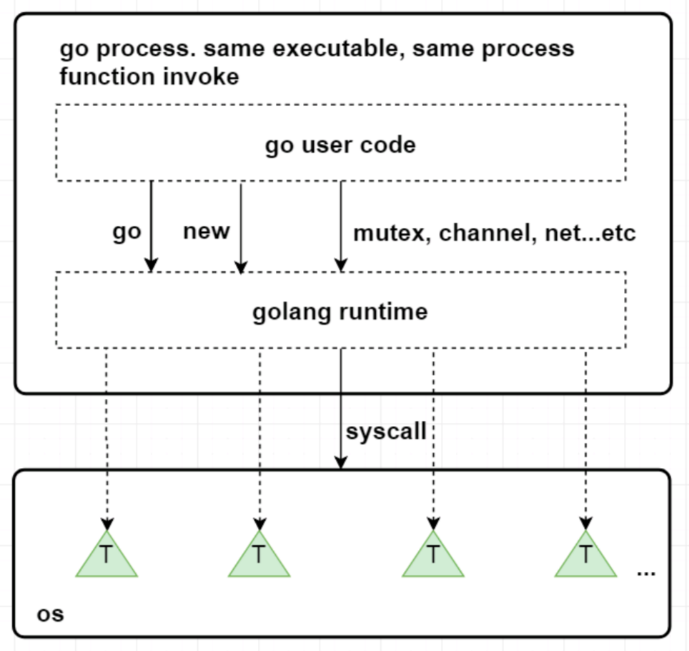 go process. same executable, same process
function invoke
go user code
go
new
mutex, channel, net...etc
golang runtime
syscall
T
T
T
T
...
os